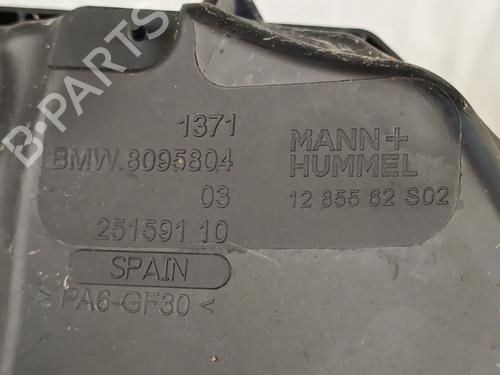 B-PARTS
1371
BMW.8095804
03
251591 10
SPAIN
> PA6-GF30 <
MANN+
HUMMEL
12 855 62 S02